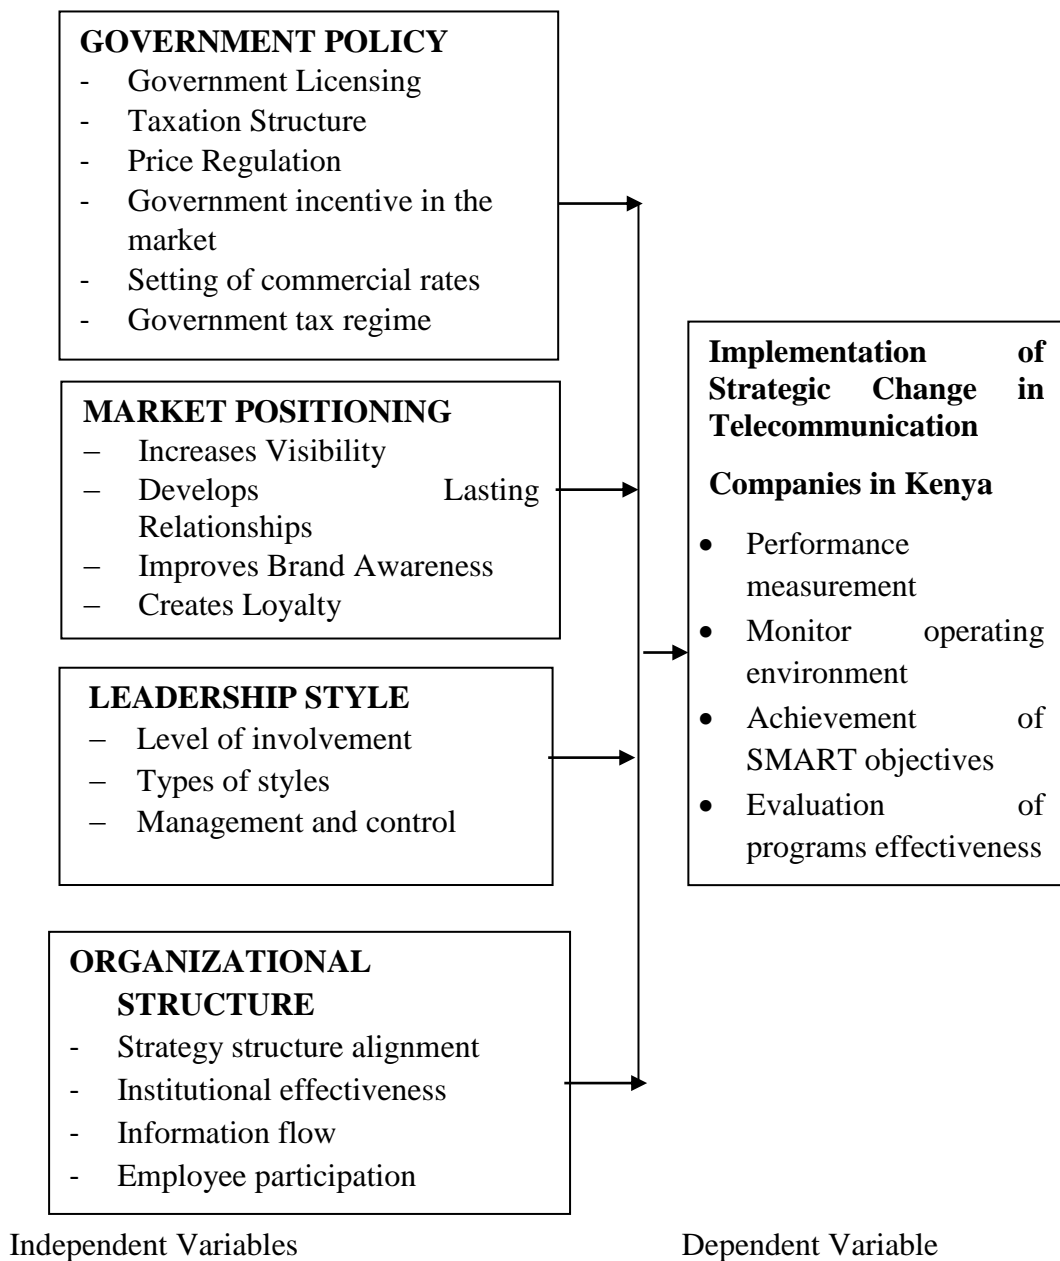 GOVERNMENT POLICY
- Government Licensing
- Taxation Structure
- Price Regulation
- Government incentive in the
market
- Setting of commercial rates
- Government tax regime
MARKET POSITIONING
– Increases Visibility
– Develops Lasting
Relationships
– Improves Brand Awareness
– Creates Loyalty
LEADERSHIP STYLE
– Level of involvement
– Types of styles
– Management and control
ORGANIZATIONAL
STRUCTURE
- Strategy structure alignment
- Institutional effectiveness
- Information flow
- Employee participation
Independent Variables
Implementation of
Strategic Change in
Telecommunication
Companies in Kenya
• Performance
measurement
• Monitor operating
environment
• Achievement of
SMART objectives
• Evaluation of
programs effectiveness
Dependent Variable